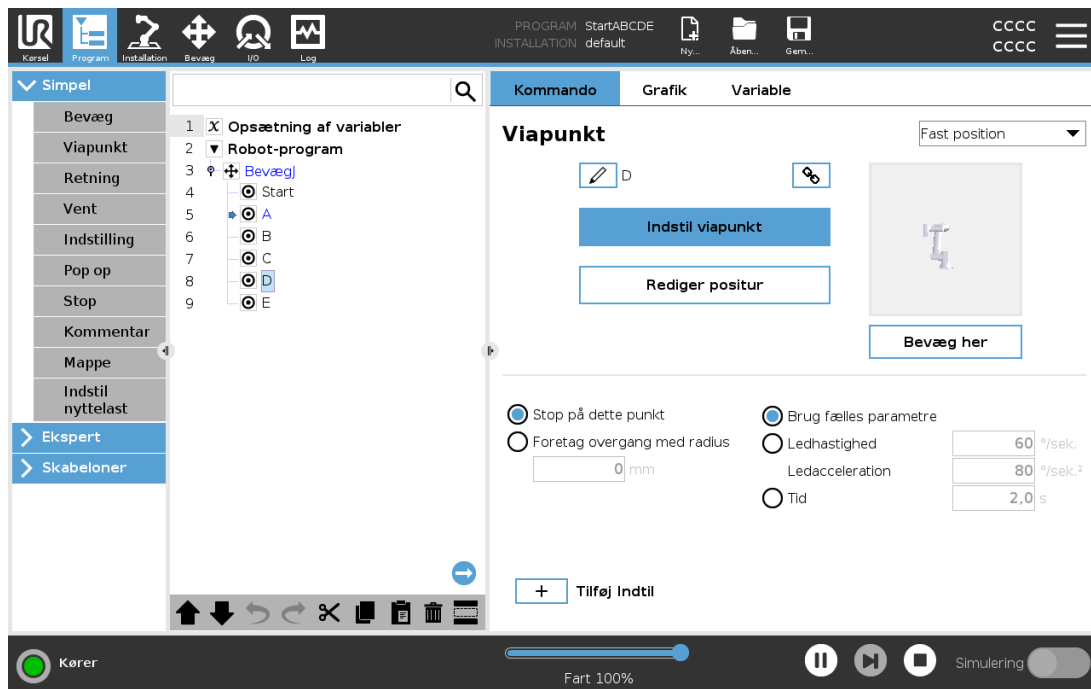 UR
PROGRAM StartABCDE
INSTALLATION default
CCCC
CCCC
Kørsel
Program
Installation
Bevæg
I/O
Log
Ny...
Åben...
Gem...
Simpel
Bevæg
Viapunkt
Retning
Vent
Indstilling
Pop op
Stop
Kommentar
Mappe
Indstil
nyttelast
Ekspert
Skabeloner
1 x Opsætning af variabler
2 Robot-program
3 BevægJ
4 Start
5 A
6 B
7 C
8 D
9 E
Kommando
Grafik
Variable
Viapunkt
Fast position
D
Indstil viapunkt
Rediger positur
Bevæg her
Stop på dette punkt
Foretag overgang med radius
0 mm
Brug fælles parametre
Ledhastighed 60 °/sek.
Ledacceleration 80 °/sek.²
Tid 2,0 s
+ Tilføj Indtil
Kører
Fart 100%
Simulering